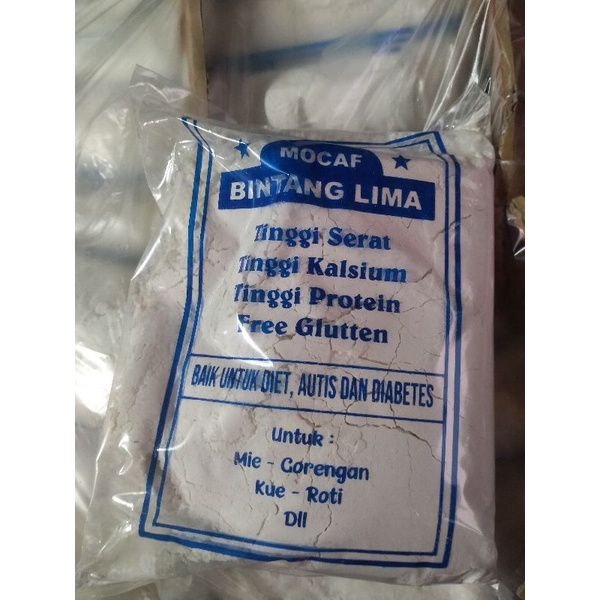 MOCAF
BINTANG LIMA
Tinggi Serat
Tinggi Kalsium
Tinggi Protein
Free Glutten
BAIK UNTUK DIET, AUTIS DAN DIABETES
Untuk :
Mie - Gorengan
Kue - Roti
Dll